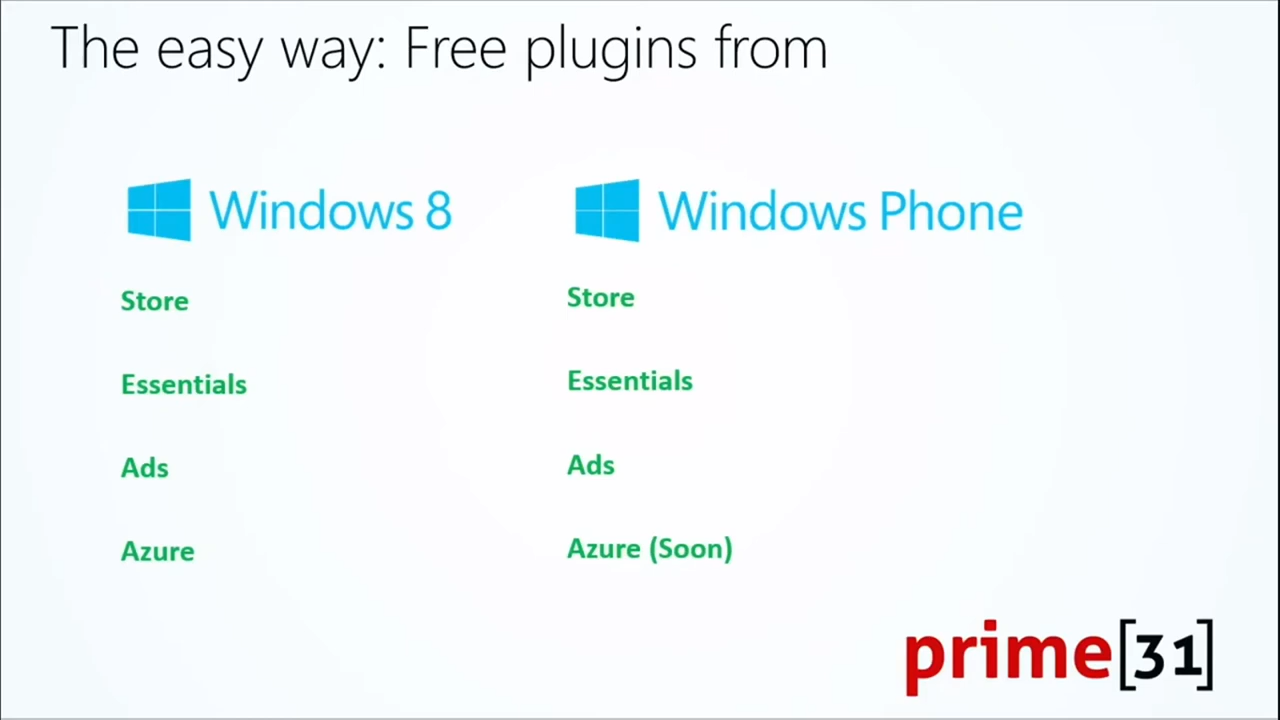 The easy way: Free plugins from
Windows 8
Store
Essentials
Ads
Azure
Windows Phone
Store
Essentials
Ads
Azure (Soon)
prime[31]